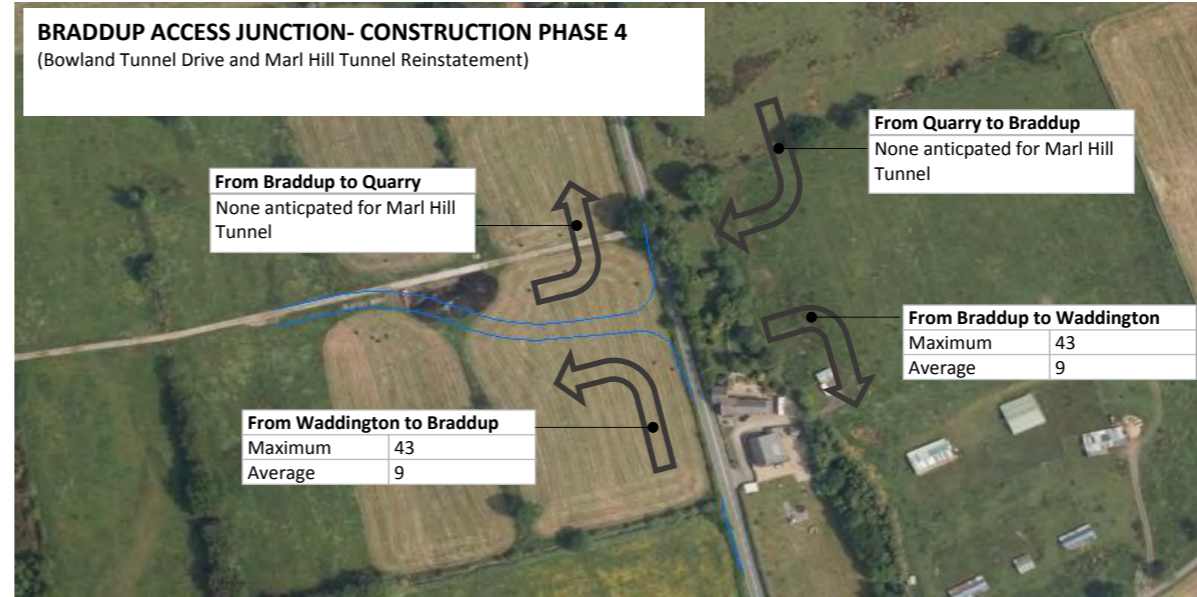 BRADDUP ACCESS JUNCTION- CONSTRUCTION PHASE 4
(Bowland Tunnel Drive and Marl Hill Tunnel Reinstatement)
From Quarry to Braddup
None anticpated for Marl Hill
Tunnel
From Braddup to Quarry
None anticpated for Marl Hill
Tunnel
From Braddup to Waddington
Maximum 43
Average 9
From Waddington to Braddup
Maximum 43
Average 9